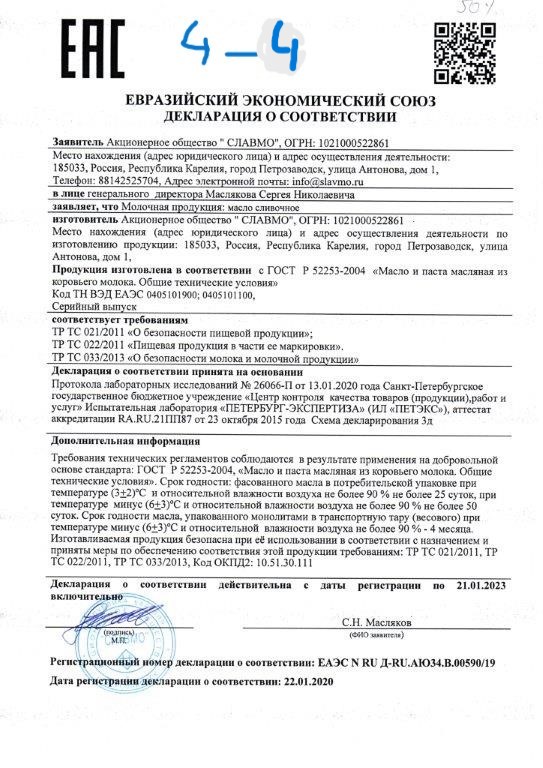 50%
EAC
4-4
ЕВРАЗИЙСКИЙ ЭКОНОМИЧЕСКИЙ СОЮЗ
ДЕКЛАРАЦИЯ О СООТВЕТСТВИИ
Заявитель Акционерное общество " СЛАВМО", ОГРН: 1021000522861
Место нахождения (адрес юридического лица) и адрес осуществления деятельности:
185033, Россия, Республика Карелия, город Петрозаводск, улица Антонова, дом 1,
Телефон: 88142525704, Адрес электронной почты: info@slavmo.ru
в лице генерального директора Маслякова Сергея Николаевича
заявляет, что Молочная продукция: масло сливочное
изготовитель Акционерное общество " СЛАВМО", ОГРН: 1021000522861
Место нахождения (адрес юридического лица) и адрес осуществления деятельности по
изготовлению продукции: 185033, Россия, Республика Карелия, город Петрозаводск, улица
Антонова, дом 1,
Продукция изготовлена в соответствии с ГОСТ Р 52253-2004 «Масло и паста масляная из
коровьего молока. Общие технические условия»
Код ТН ВЭД ЕАЭС 0405101900; 0405101100,
Серийный выпуск
соответствует требованиям
ТР ТС 021/2011 «О безопасности пищевой продукции»;
ТР ТС 022/2011 «Пищевая продукция в части ее маркировки».
ТР ТС 033/2013 «О безопасности молока и молочной продукции»
Декларация о соответствии принята на основании
Протокола лабораторных исследований № 26066-П от 13.01.2020 года Санкт-Петербургское
государственное бюджетное учреждение «Центр контроля качества товаров (продукции),работ и
услуг» Испытательная лаборатория «ПЕТЕРБУРГ-ЭКСПЕРТИЗА» (ИЛ «ПЕТЭКС»), аттестат
аккредитации RA.RU.21ПП87 от 23 октября 2015 года Схема декларирования 3д
Дополнительная информация
Требования технических регламентов соблюдаются в результате применения на добровольной
основе стандарта: ГОСТ Р 52253-2004, «Масло и паста масляная из коровьего молока. Общие
технические условия». Срок годности: фасованного масла в потребительской упаковке при
температуре (3±2)ºС и относительной влажности воздуха не более 90 % не более 25 суток, при
температуре минус (6±3)ºС и относительной влажности воздуха не более 90 % не более 50
суток. Срок годности масла, упакованного монолитами в транспортную тару (весового) при
температуре минус (6±3)ºС и относительной влажности воздуха не более 90% - 4 месяца.
Изготавливаемая продукция безопасна при её использовании в соответствии с назначением и
приняты меры по обеспечению соответствия этой продукции требованиям: ТР ТС 021/2011, ТР
ТС 022/2011, ТР ТС 033/2013, Код ОКПД2: 10.51.30.111
Декларация о соответствии действительна с даты регистрации по 21.01.2023
включительно
С.Н. Масляков
(подпись)
М.П.
(ФИО заявителя)
СЛАВМО
Регистрационный номер декларации о соответствии: ЕАЭС N RU Д-RU.АЮ34.В.00590/19
Дата регистрации декларации о соответствии: 22.01.2020